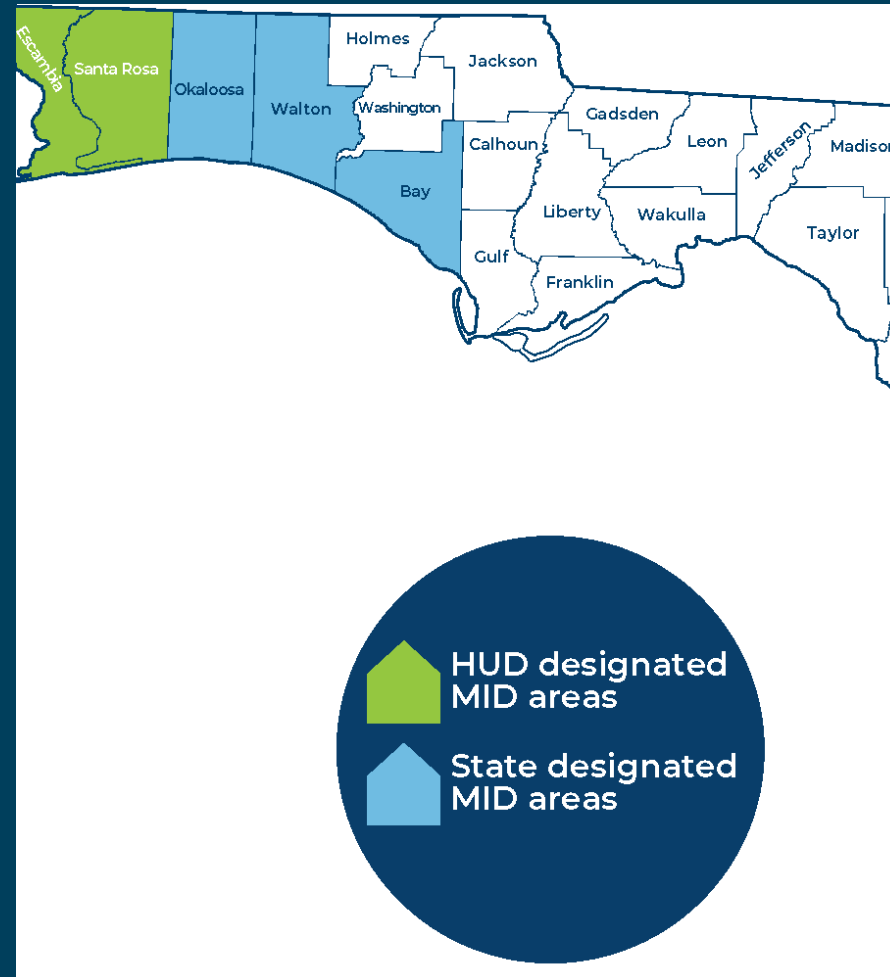 Escambia
Santa Rosa
Okaloosa
Walton
Holmes
Washington
Bay
Jackson
Calhoun
Gulf
Liberty
Franklin
Gadsden
Leon
Wakulla
Jefferson
Madison
Taylor
HUD designated
MID areas
State designated
MID areas